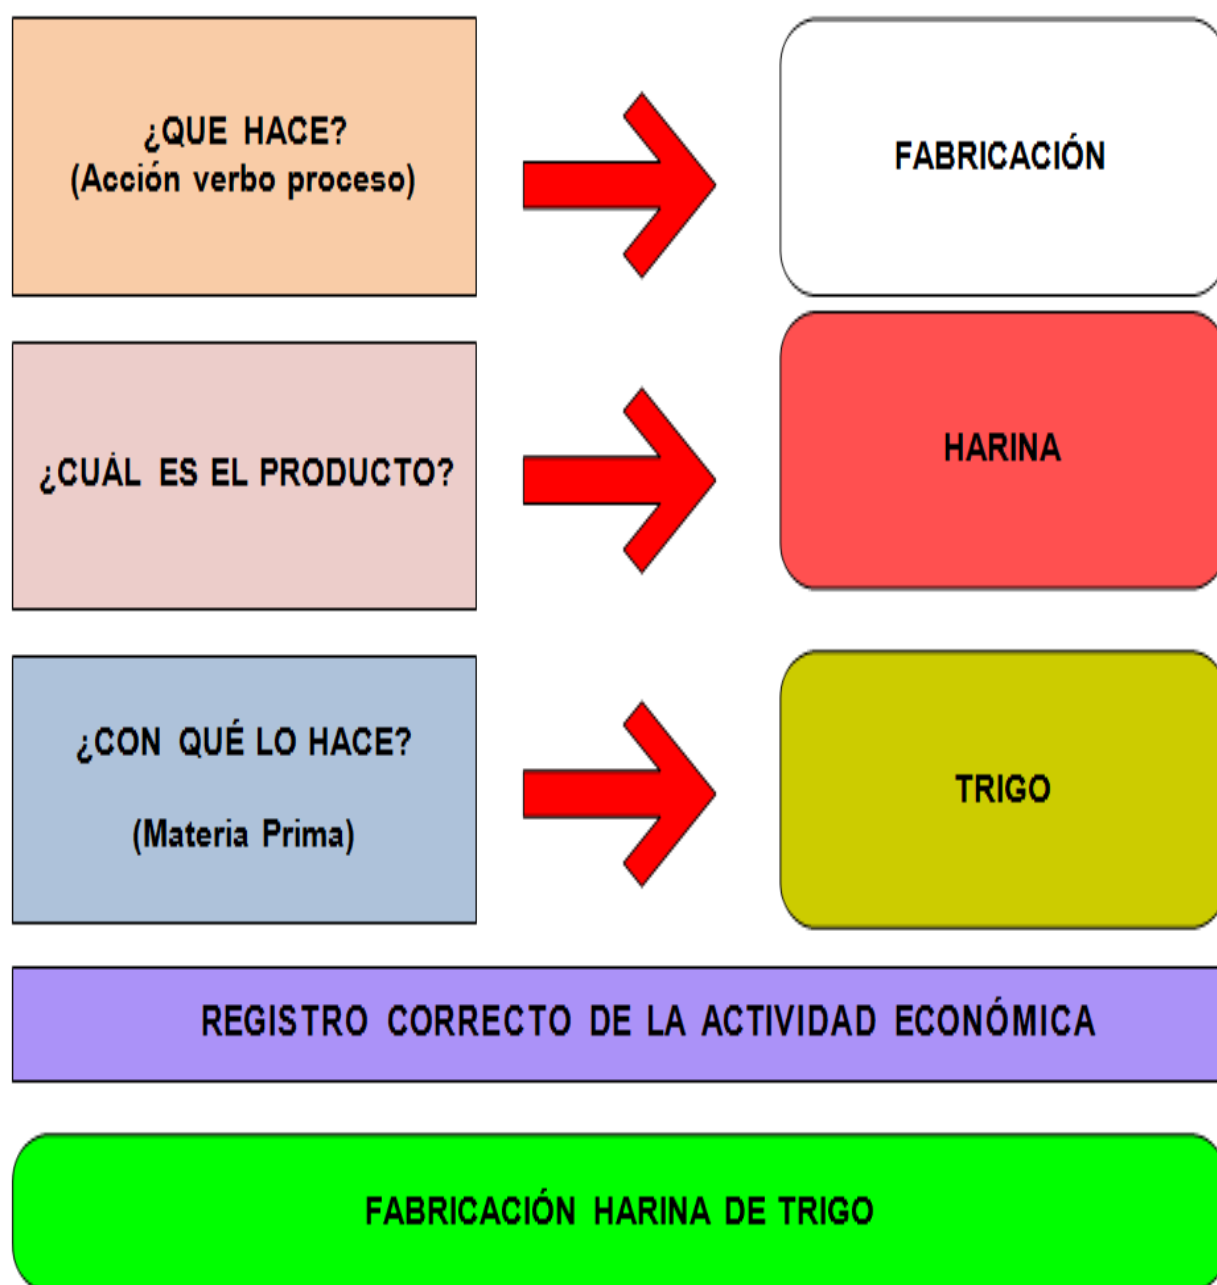 ¿QUE HACE?
(Acción verbo proceso)
FABRICACIÓN
¿CUÁL ES EL PRODUCTO?
HARINA
¿CON QUÉ LO HACE?
(Materia Prima)
TRIGO
REGISTRO CORRECTO DE LA ACTIVIDAD ECONÓMICA
FABRICACIÓN HARINA DE TRIGO